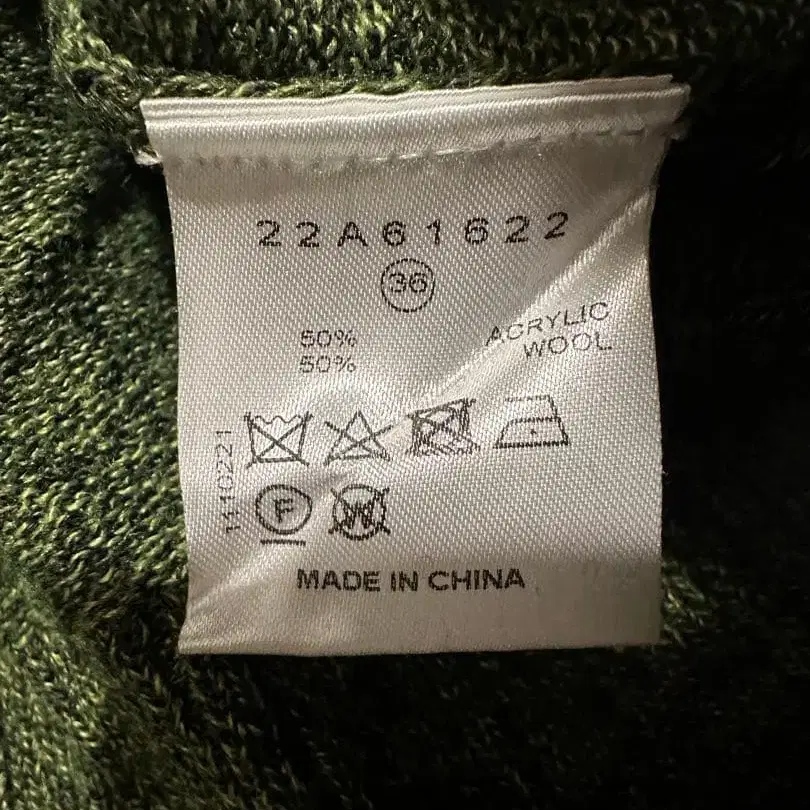 22A61622
36
50% ACRYLIC
50% WOOL
1110221
F W
MADE IN CHINA